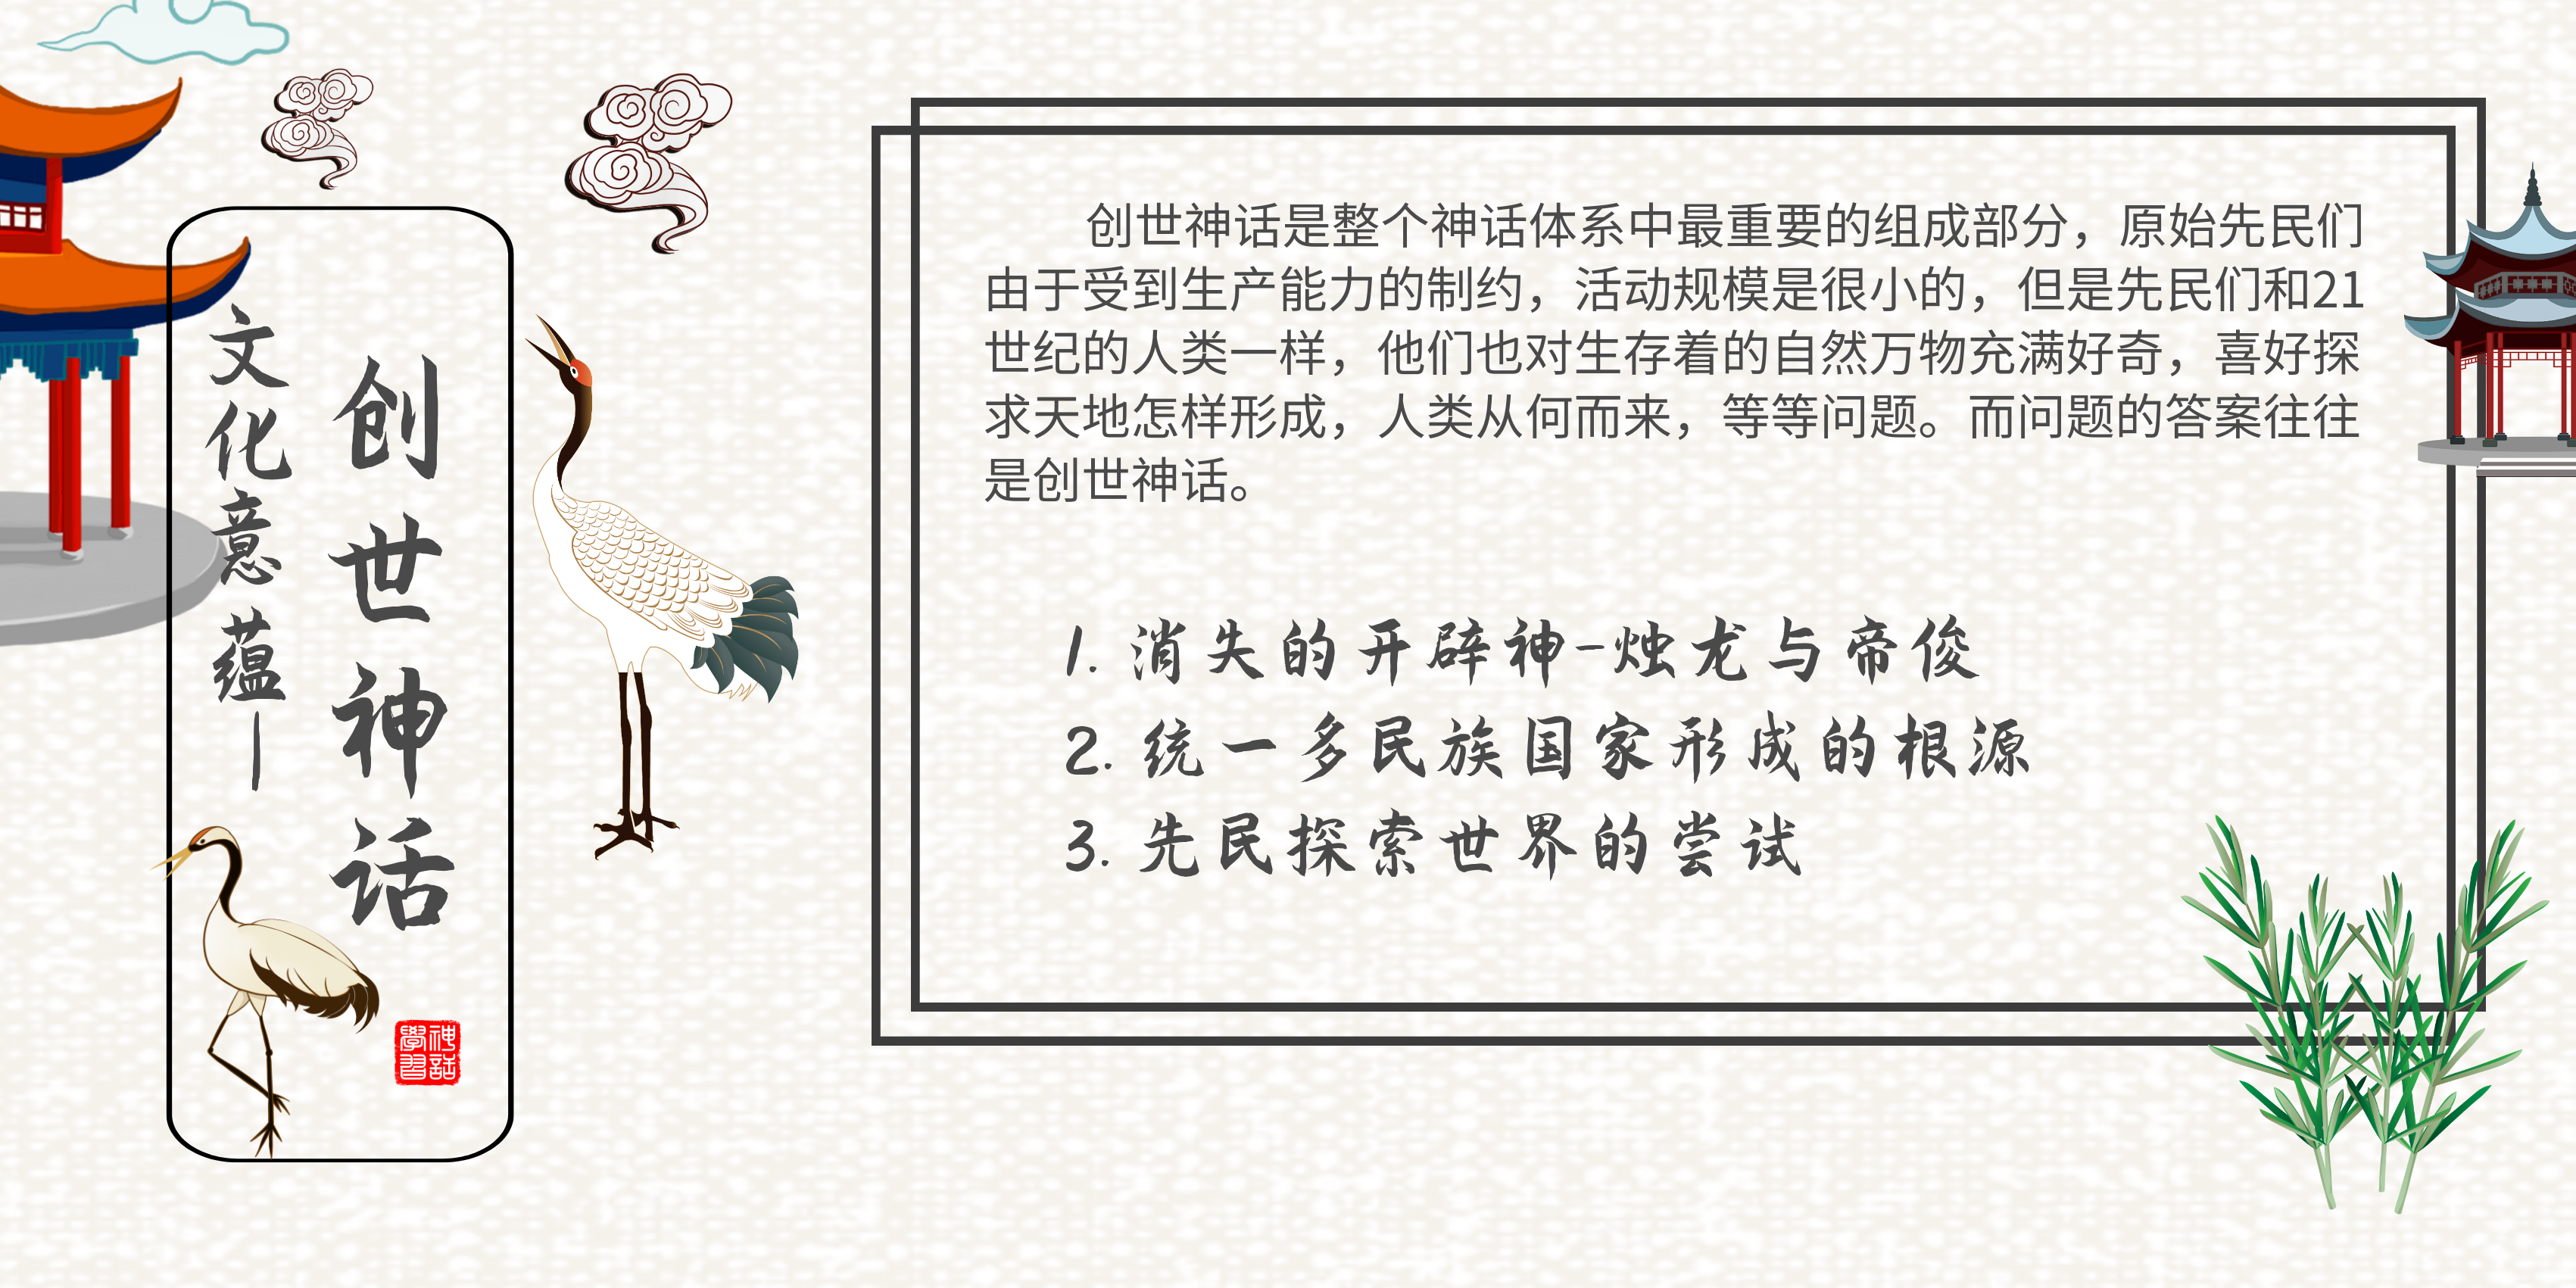 创世神话
文化意蕴—
神話
學習
创世神话是整个神话体系中最重要的组成部分，原始先民们
由于受到生产能力的制约，活动规模是很小的，但是先民们和21
世纪的人类一样，他们也对生存着的自然万物充满好奇，喜好探
求天地怎样形成，人类从何而来，等等问题。而问题的答案往往
是创世神话。
1. 消失的开辟神-烛龙与帝俊
2. 统一多民族国家形成的根源
3. 先民探索世界的尝试